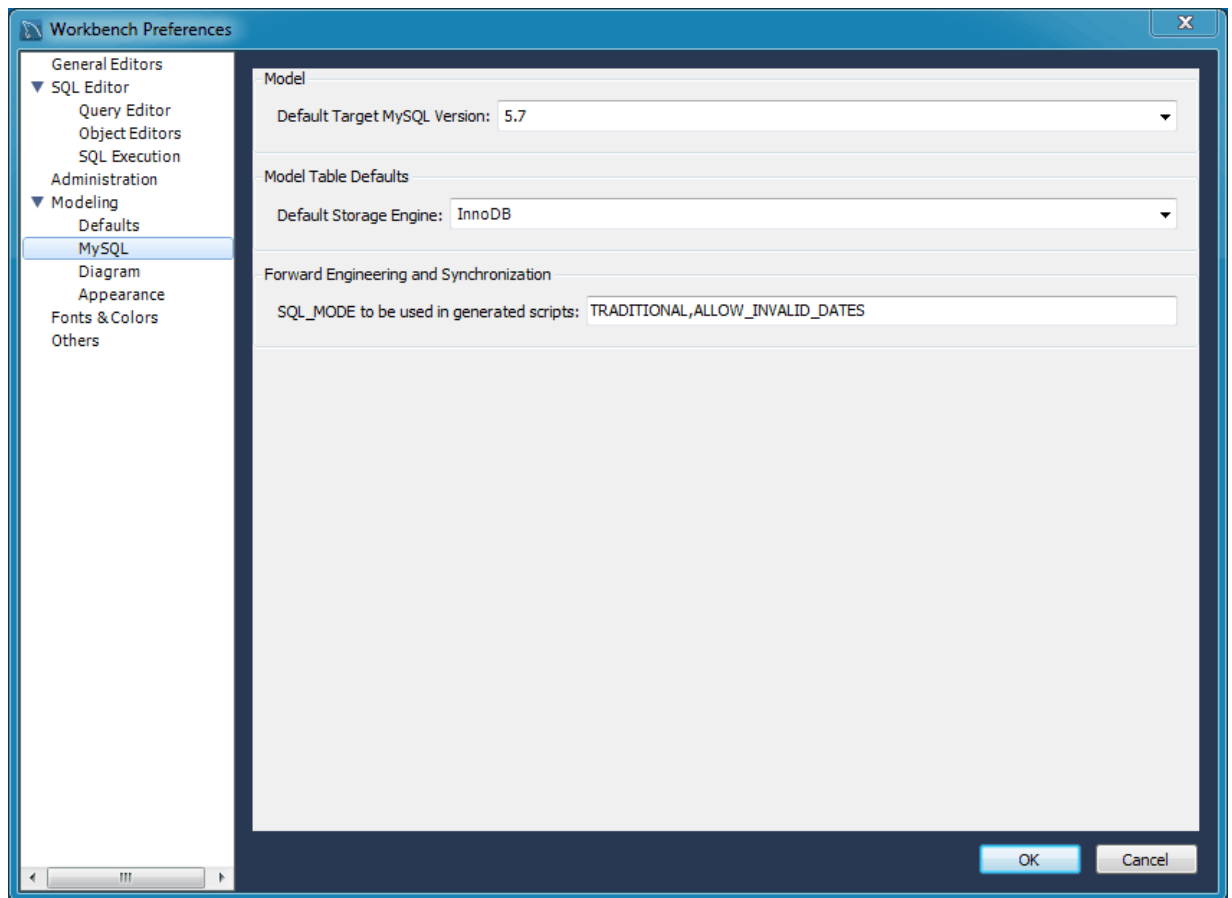 Workbench Preferences
General Editors
SQL Editor
Query Editor
Object Editors
SQL Execution
Administration
Modeling
Defaults
MySQL
Diagram
Appearance
Fonts & Colors
Others
Model
Default Target MySQL Version: 5.7
Model Table Defaults
Default Storage Engine: InnoDB
Forward Engineering and Synchronization
SQL_MODE to be used in generated scripts: TRADITIONAL,ALLOW_INVALID_DATES
OK Cancel